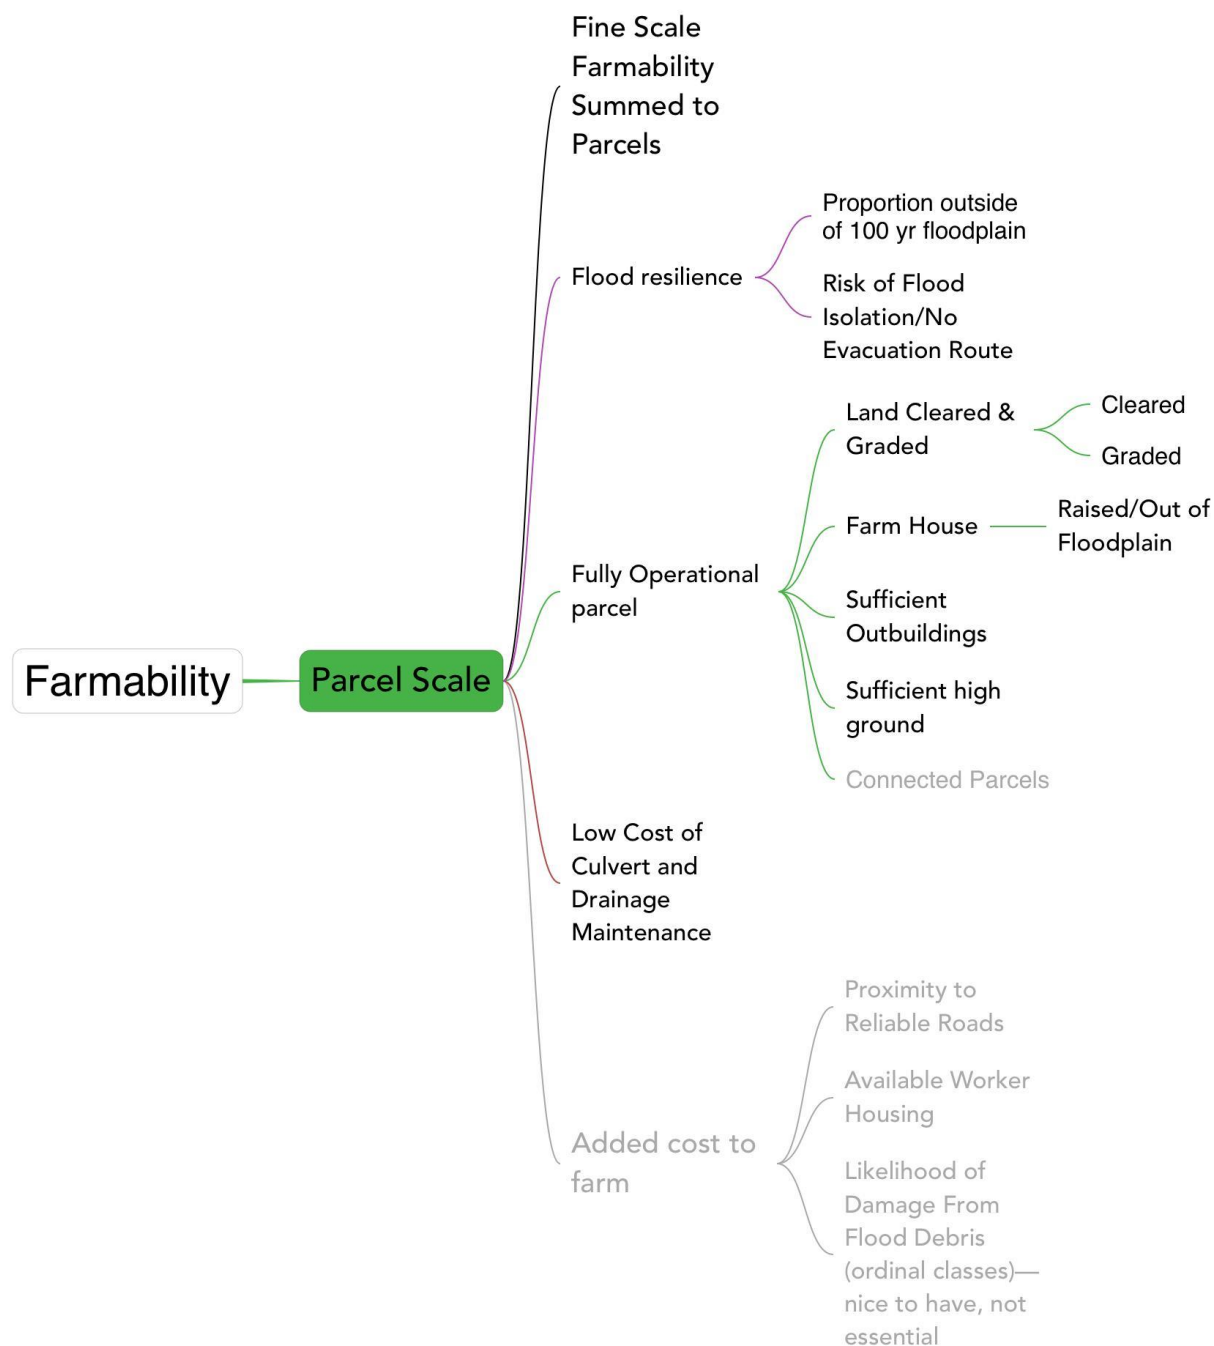 Fine Scale
Farmability
Summed to
Parcels
Proportion outside
of 100 yr floodplain
Flood resilience
Risk of Flood
Isolation/No
Evacuation Route
Land Cleared &
Graded
Cleared
Graded
Farm House
Raised/Out of
Floodplain
Fully Operational
parcel
Sufficient
Outbuildings
Sufficient high
ground
Connected Parcels
Farmability
Parcel Scale
Low Cost of
Culvert and
Drainage
Maintenance
Proximity to
Reliable Roads
Available Worker
Housing
Added cost to
farm
Likelihood of
Damage From
Flood Debris
(ordinal classes)—
nice to have, not
essential